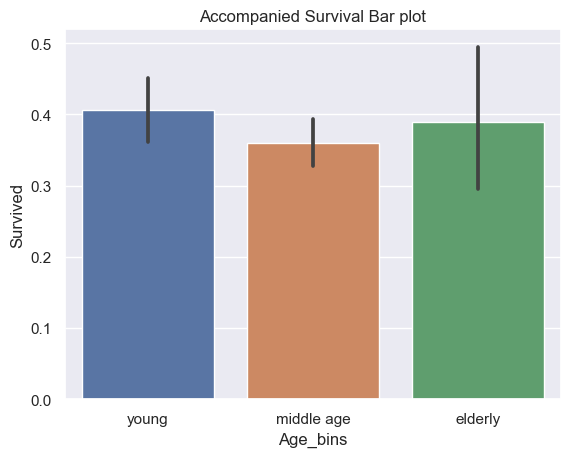 Accompanied Survival Bar plot
0.5
0.4
0.3
0.2
0.1
0.0
Survived
young middle age elderly
Age_bins